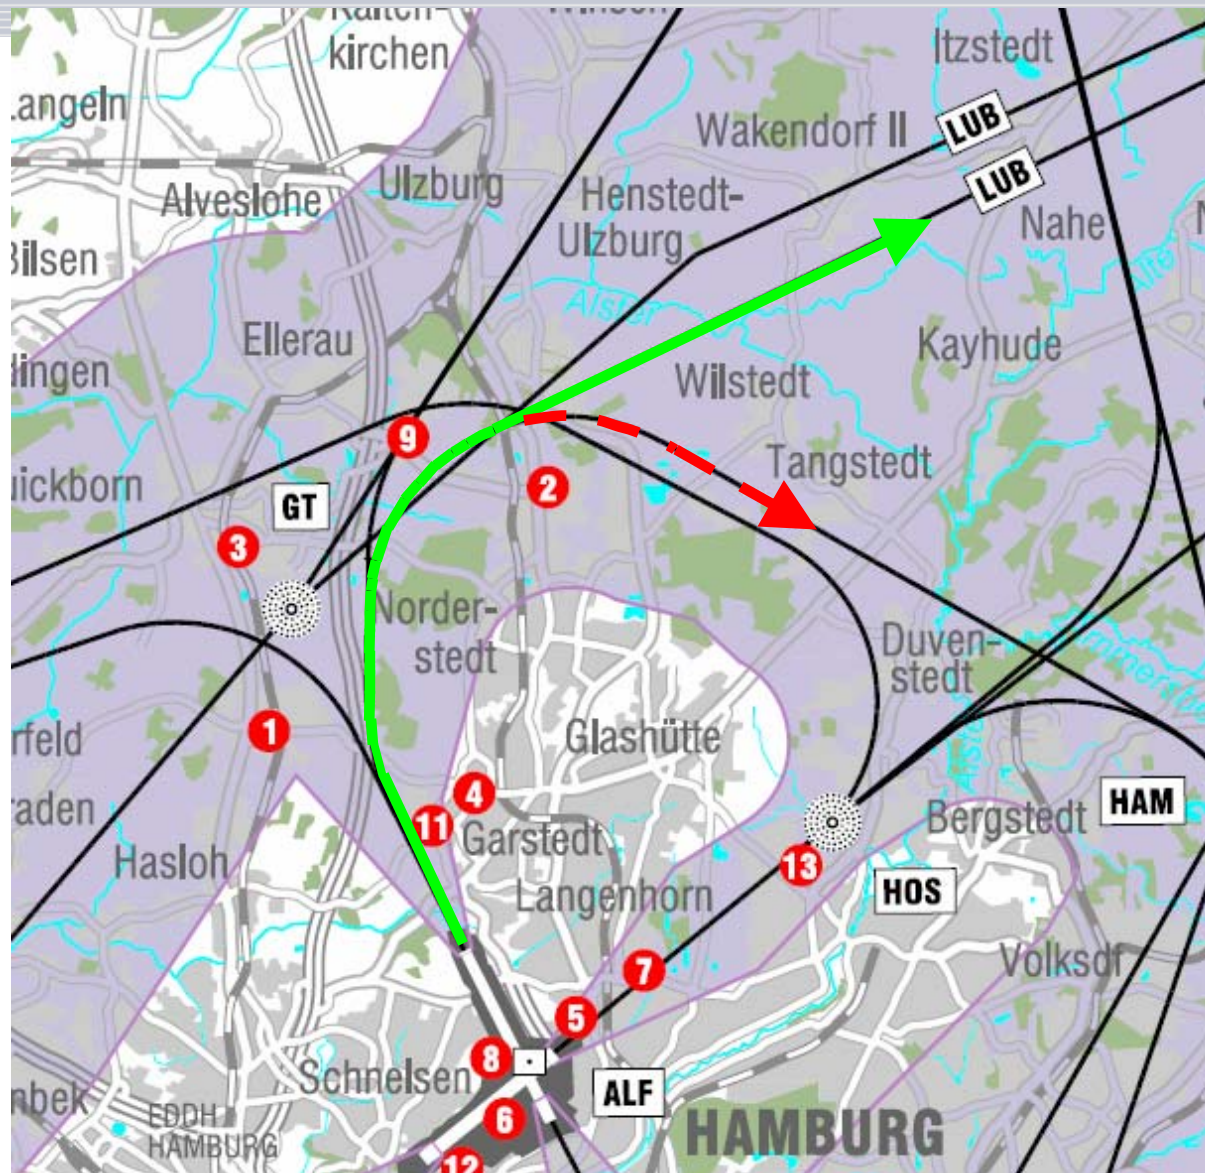 Kalten-
kirchen
Itzstedt
LUB
Wakendorf II
LUB
Ulzburg
Alveslohe
Henstedt-
Ulzburg
Nahe
Alster
Ellerau
Kayhude
Wilstedt
9
Tangstedt
2
GT
3
Norder-
stedt
Duven-
stedt
1
Glashütte
4
11
Garstedt
HAM
Bergstedt
Hasloh
13
HOS
Langenhorn
7
Volksdf
5
8
Schnelsen
ALF
6
EDDH
HAMBURG
HAMBURG
12